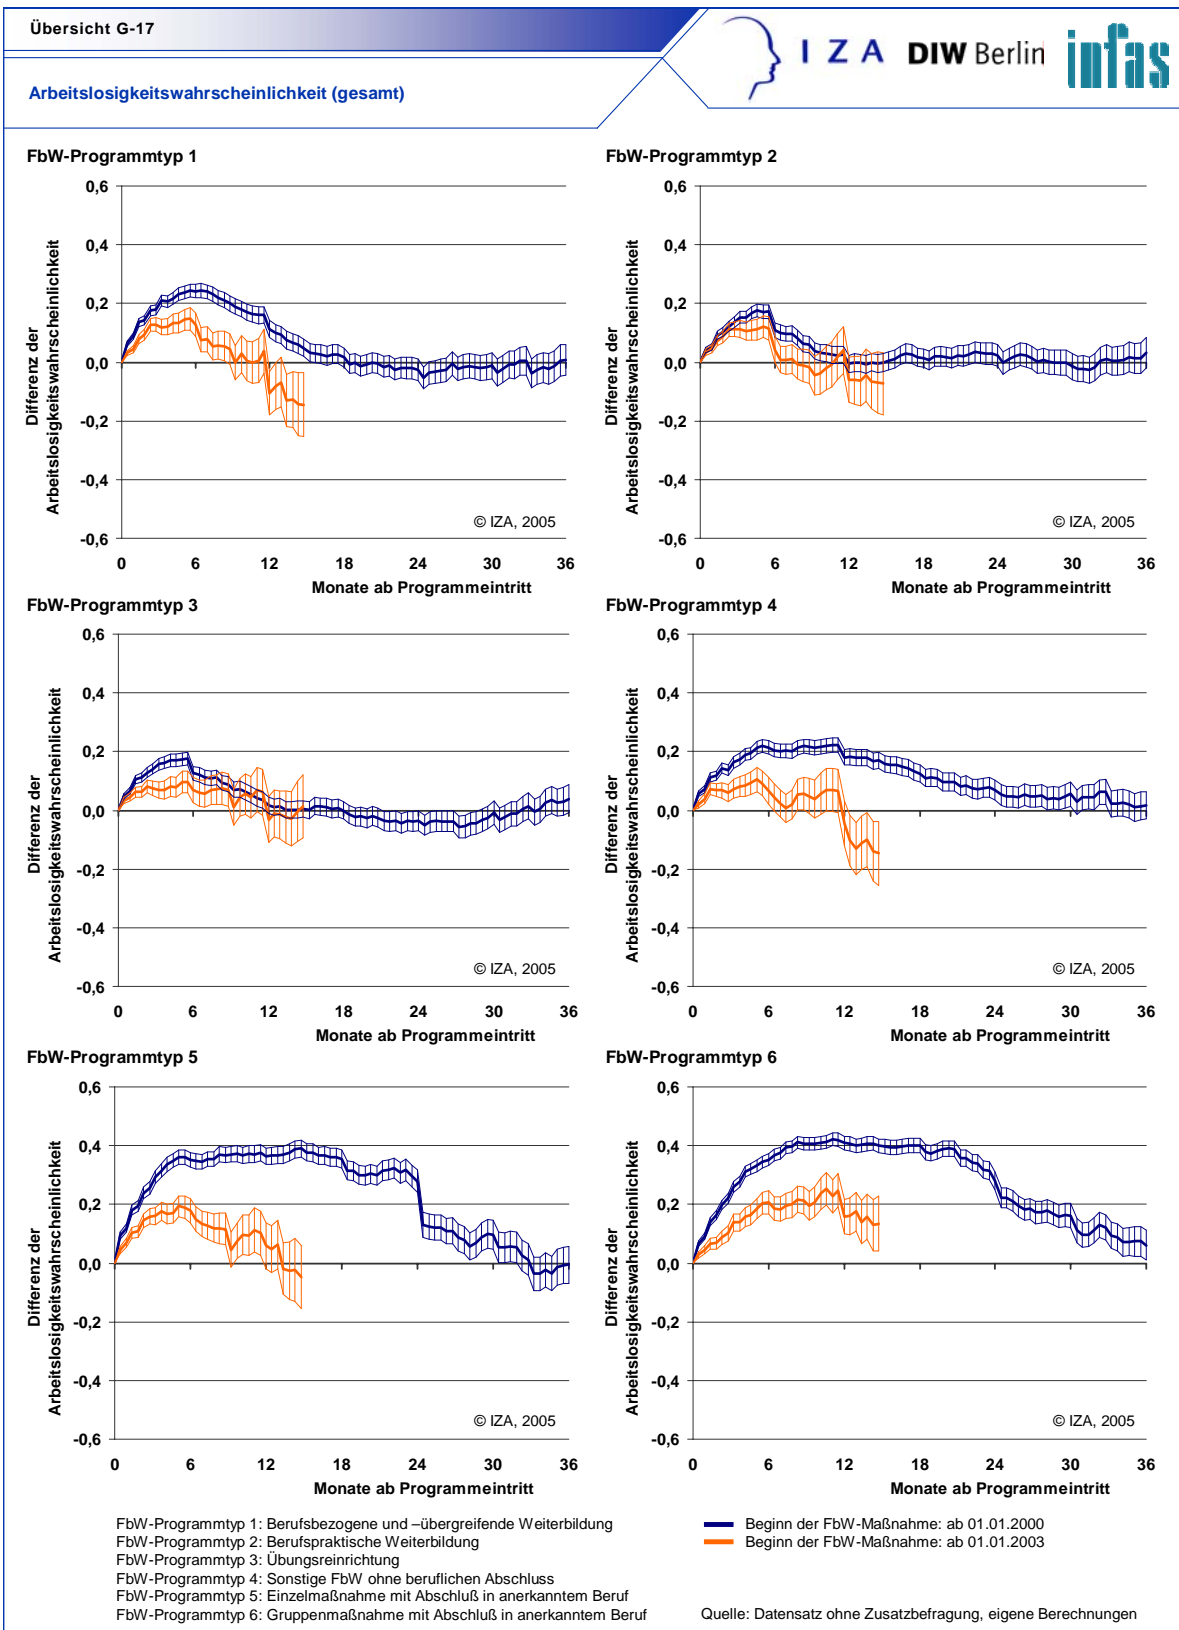 Übersicht G-17
IZA DIW Berlin infas
Arbeitslosigkeitswahrscheinlichkeit (gesamt)
FbW-Programmtyp 1
Differenz der
Arbeitslosigkeitswahrscheinlichkeit
0,6
0,4
0,2
0,0
-0,2
-0,4
-0,6
© IZA, 2005
0 6 12 18 24 30 36
Monate ab Programmeintritt
FbW-Programmtyp 2
Differenz der
Arbeitslosigkeitswahrscheinlichkeit
0,6
0,4
0,2
0,0
-0,2
-0,4
-0,6
© IZA, 2005
0 6 12 18 24 30 36
Monate ab Programmeintritt
FbW-Programmtyp 3
Differenz der
Arbeitslosigkeitswahrscheinlichkeit
0,6
0,4
0,2
0,0
-0,2
-0,4
-0,6
© IZA, 2005
0 6 12 18 24 30 36
Monate ab Programmeintritt
FbW-Programmtyp 4
Differenz der
Arbeitslosigkeitswahrscheinlichkeit
0,6
0,4
0,2
0,0
-0,2
-0,4
-0,6
© IZA, 2005
0 6 12 18 24 30 36
Monate ab Programmeintritt
FbW-Programmtyp 5
Differenz der
Arbeitslosigkeitswahrscheinlichkeit
0,6
0,4
0,2
0,0
-0,2
-0,4
-0,6
© IZA, 2005
0 6 12 18 24 30 36
Monate ab Programmeintritt
FbW-Programmtyp 6
Differenz der
Arbeitslosigkeitswahrscheinlichkeit
0,6
0,4
0,2
0,0
-0,2
-0,4
-0,6
© IZA, 2005
0 6 12 18 24 30 36
Monate ab Programmeintritt
FbW-Programmtyp 1: Berufsbezogene und –übergreifende Weiterbildung
FbW-Programmtyp 2: Berufspraktische Weiterbildung
FbW-Programmtyp 3: Übungsreinrichtung
FbW-Programmtyp 4: Sonstige FbW ohne beruflichen Abschluss
FbW-Programmtyp 5: Einzelmaßnahme mit Abschluß in anerkanntem Beruf
FbW-Programmtyp 6: Gruppenmaßnahme mit Abschluß in anerkanntem Beruf
Beginn der FbW-Maßnahme: ab 01.01.2000
Beginn der FbW-Maßnahme: ab 01.01.2003
Quelle: Datensatz ohne Zusatzbefragung, eigene Berechnungen